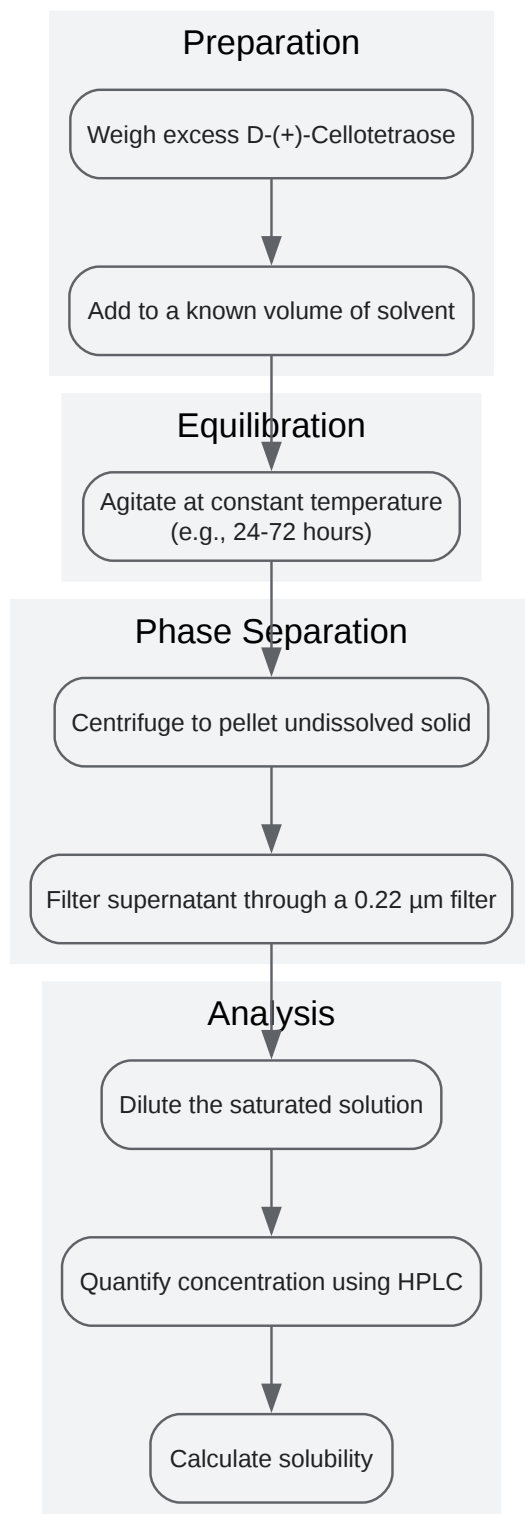 Preparation
Weigh excess D-(+)-Cellotetraose
Add to a known volume of solvent
Equilibration
Agitate at constant temperature
(e.g., 24-72 hours)
Phase Separation
Centrifuge to pellet undissolved solid
Filter supernatant through a 0.22 µm filter
Analysis
Dilute the saturated solution
Quantify concentration using HPLC
Calculate solubility